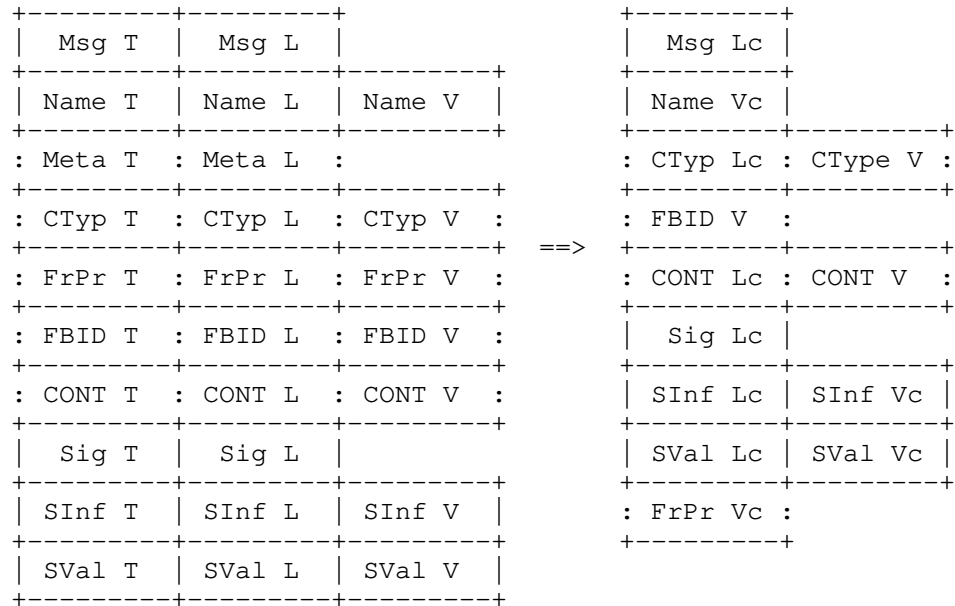 +---------+---------+                 +---------+
|  Msg T  |  Msg L  |                 |  Msg Lc |
+---------+---------+---------+       +---------+
| Name T  | Name L  | Name V  |       | Name Vc |
+---------+---------+---------+       +---------+---------+
: Meta T  : Meta L  :                 : CTyp Lc : CType V :
+---------+---------+---------+       +---------+---------+
: CTyp T  : CTyp L  : CTyp V  :       : FBID V  :
+---------+---------+---------+  ==>  +---------+---------+
: FrPr T  : FrPr L  : FrPr V  :       : CONT Lc : CONT V  :
+---------+---------+---------+       +---------+---------+
: FBID T  : FBID L  : FBID V  :       |  Sig Lc |
+---------+---------+---------+       +---------+---------+
: CONT T  : CONT L  : CONT V  :       | SInf Lc | SInf Vc |
+---------+---------+---------+       +---------+---------+
|  Sig T  |  Sig L  |                 | SVal Lc | SVal Vc |
+---------+---------+---------+       +---------+---------+
| SInf T  | SInf L  | SInf V  |       : FrPr Vc :
+---------+---------+---------+       +---------+
| SVal T  | SVal L  | SVal V  |
+---------+---------+---------+